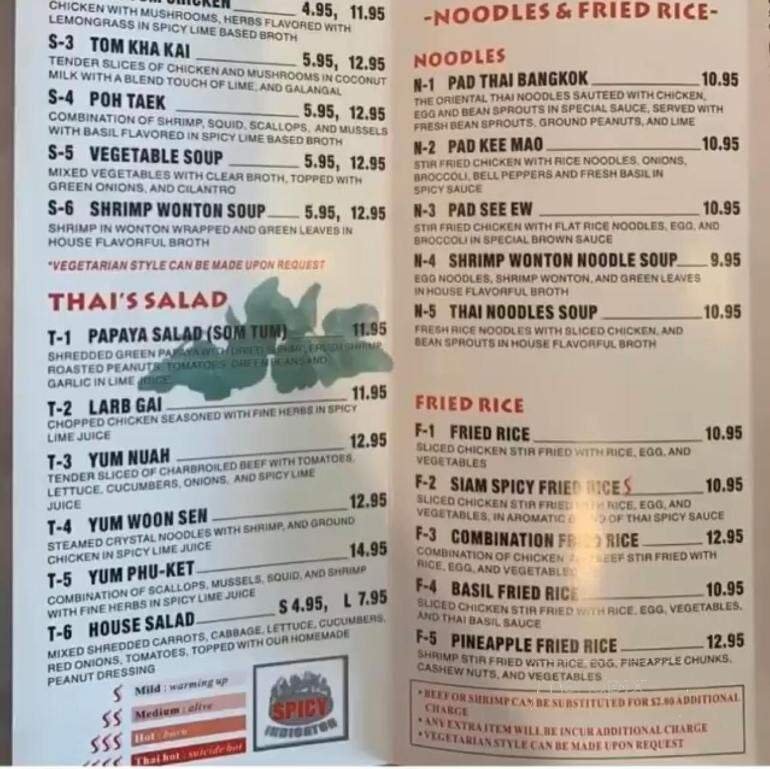 CHICKEN 4.95, 11.95
CHICKEN WITH MUSHROOMS, HERBS FLAVORED WITH
LEMONGRASS IN SPICY LIME BASED BROTH
S-3 TOM KHA KAI 5.95, 12.95
TENDER SLICES OF CHICKEN AND MUSHROOMS IN COCONUT
MILK WITH A BLEND TOUCH OF LIME, AND GALANGAL
S-4 POH TAEK 5.95, 12.95
COMBINATION OF SHRIMP, SQUID, SCALLOPS, AND MUSSELS
WITH BASIL FLAVORED IN SPICY LIME BASED BROTH
S-5 VEGETABLE SOUP 5.95, 12.95
MIXED VEGETABLES WITH CLEAR BROTH, TOPPED WITH
GREEN ONIONS, AND CILANTRO
S-6 SHRIMP WONTON SOUP 5.95, 12.95
SHRIMP IN WONTON WRAPPED AND GREEN LEAVES IN
HOUSE FLAVORFUL BROTH
*VEGETARIAN STYLE CAN BE MADE UPON REQUEST
THAI'S SALAD
T-1 PAPAYA SALAD (SOM TUM) 11.95
SHREDDED GREEN PAPAYA WITH DRIED SHRIMP, FRESH SHRIMP,
ROASTED PEANUTS, TOMATOES, GREEN BEANS AND
GARLIC IN LIME JUICE
T-2 LARB GAI 11.95
CHOPPED CHICKEN SEASONED WITH FINE HERBS IN SPICY
LIME JUICE
T-3 YUM NUAH 12.95
TENDER SLICED OF CHARBROILED BEEF WITH TOMATOES,
LETTUCE, CUCUMBERS, ONIONS, AND SPICY LIME
JUICE
T-4 YUM WOON SEN 12.95
STEAMED CRYSTAL NOODLES WITH SHRIMP, AND GROUND
CHICKEN IN SPICY LIME JUICE
T-5 YUM PHU-KET 14.95
COMBINATION OF SCALLOPS, MUSSELS, SQUID, AND SHRIMP
WITH FINE HERBS IN SPICY LIME JUICE
T-6 HOUSE SALAD S 4.95, L 7.95
MIXED SHREDDED CARROTS, CABBAGE, LETTUCE, CUCUMBERS,
RED ONIONS, TOMATOES, TOPPED WITH OUR HOMEMADE
PEANUT DRESSING
Mild : warming up
Medium : alive
Hot : burn
Thai hot : suicide hot
SPICY
INDICATOR
-NOODLES & FRIED RICE-
NOODLES
N-1 PAD THAI BANGKOK 10.95
THE ORIENTAL THAI NOODLES SAUTEED WITH CHICKEN,
EGG AND BEAN SPROUTS IN SPECIAL SAUCE, SERVED WITH
FRESH BEAN SPROUTS, GROUND PEANUTS, AND LIME
N-2 PAD KEE MAO 10.95
STIR FRIED CHICKEN WITH RICE NOODLES, ONIONS,
BROCCOLI, BELL PEPPERS AND FRESH BASIL IN
SPICY SAUCE
N-3 PAD SEE EW 10.95
STIR FRIED CHICKEN WITH FLAT RICE NOODLES, EGG, AND
BROCCOLI IN SPECIAL BROWN SAUCE
N-4 SHRIMP WONTON NOODLE SOUP 9.95
EGG NOODLES, SHRIMP WONTON, AND GREEN LEAVES
IN HOUSE FLAVORFUL BROTH
N-5 THAI NOODLES SOUP 10.95
FRESH RICE NOODLES WITH SLICED CHICKEN, AND
BEAN SPROUTS IN HOUSE FLAVORFUL BROTH
FRIED RICE
F-1 FRIED RICE 10.95
SLICED CHICKEN STIR FRIED WITH RICE, EGG, AND
VEGETABLES
F-2 SIAM SPICY FRIED RICE 10.95
SLICED CHICKEN STIR FRIED WITH RICE, EGG, AND
VEGETABLES, IN AROMATIC BLEND OF THAI SPICY SAUCE
F-3 COMBINATION FRIED RICE 12.95
COMBINATION OF CHICKEN AND BEEF STIR FRIED WITH
RICE, EGG, AND VEGETABLES
F-4 BASIL FRIED RICE 10.95
SLICED CHICKEN STIR FRIED WITH RICE, EGG, VEGETABLES,
AND THAI BASIL SAUCE
F-5 PINEAPPLE FRIED RICE 12.95
SHRIMP STIR FRIED WITH RICE, EGG, PINEAPPLE CHUNKS,
CASHEW NUTS, AND VEGETABLES
• BEEF OR SHRIMP CAN BE SUBSTITUTED FOR $2.00 ADDITIONAL
CHARGE
• ANY EXTRA ITEM WILL BE INCUR ADDITIONAL CHARGE
• VEGETARIAN STYLE CAN BE MADE UPON REQUEST